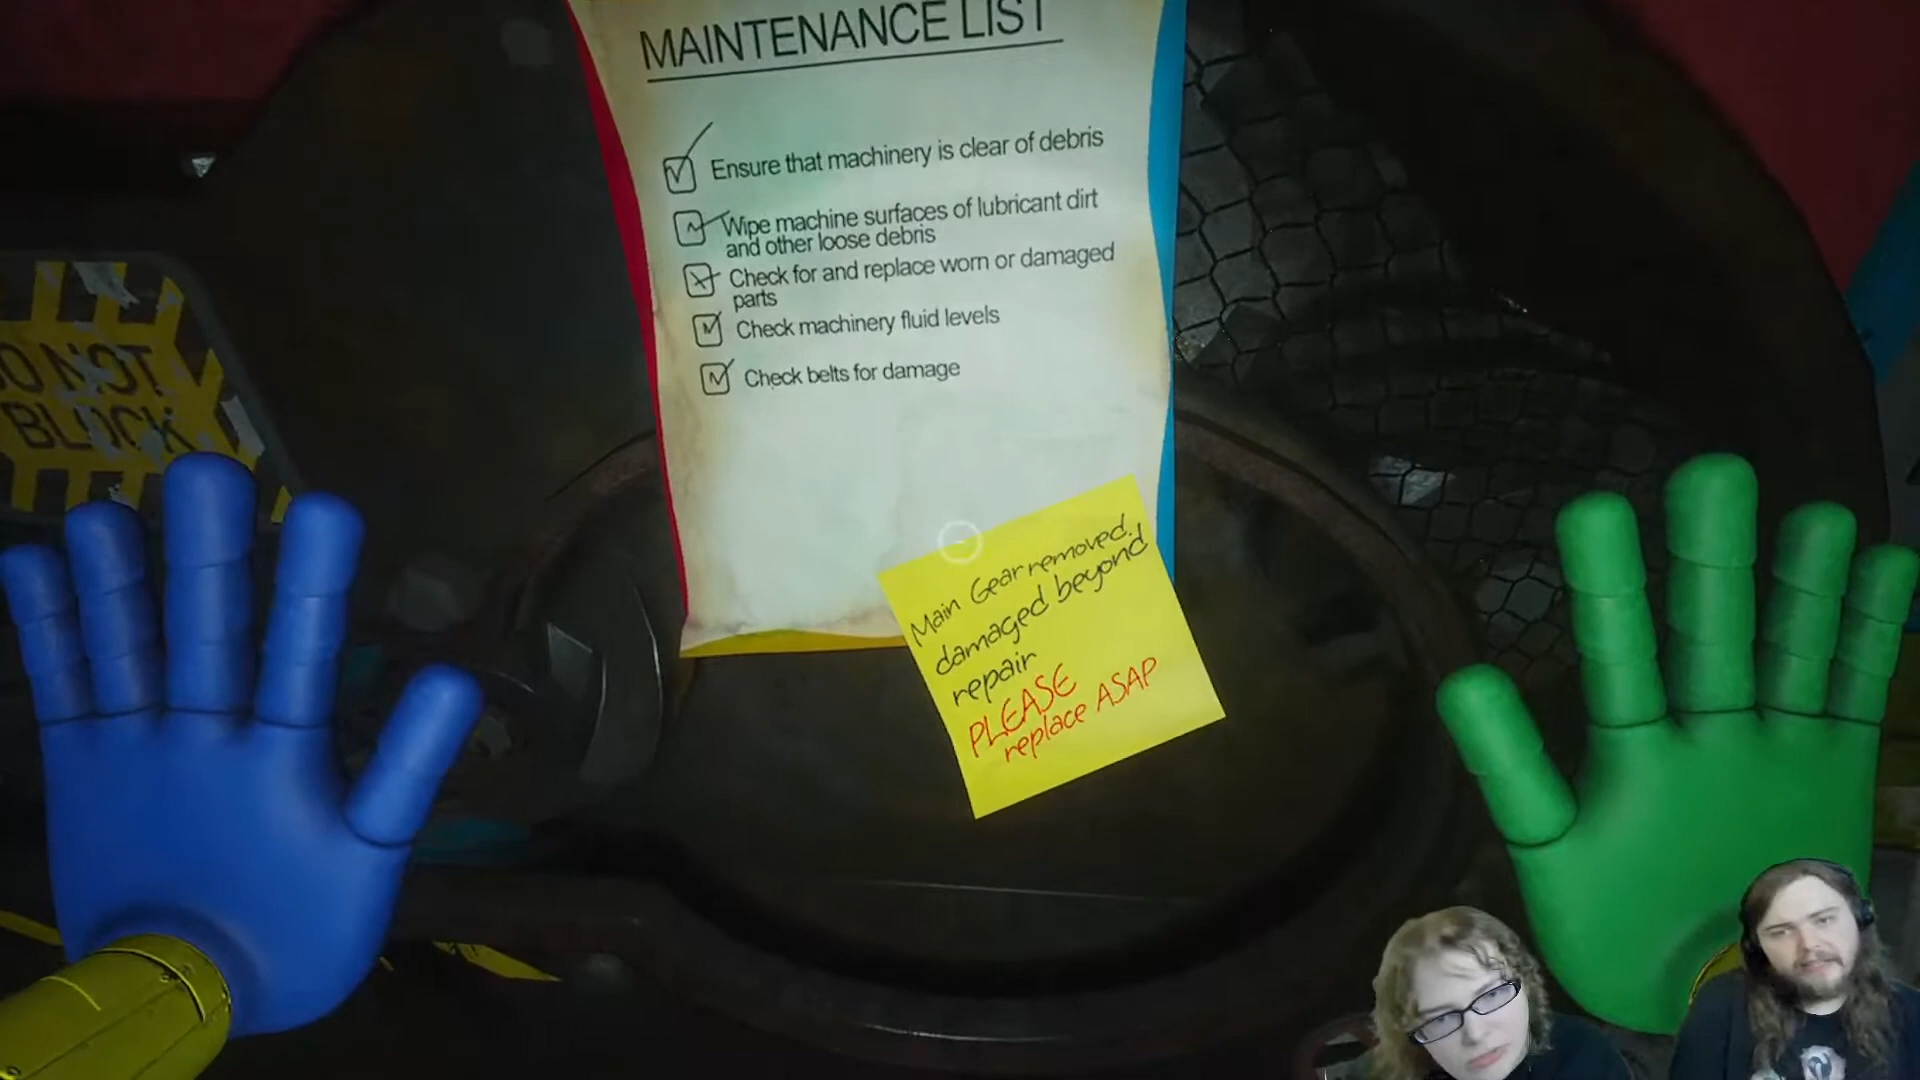 MAINTENANCE LIST
Ensure that machinery is clear of debris
Wipe machine surfaces of lubricant dirt
and other loose debris
Check for and replace worn or damaged
parts
Check machinery fluid levels
Check belts for damage
DO NOT
BLOCK
Main Gear removed.
damaged beyond
repair
PLEASE
replace ASAP